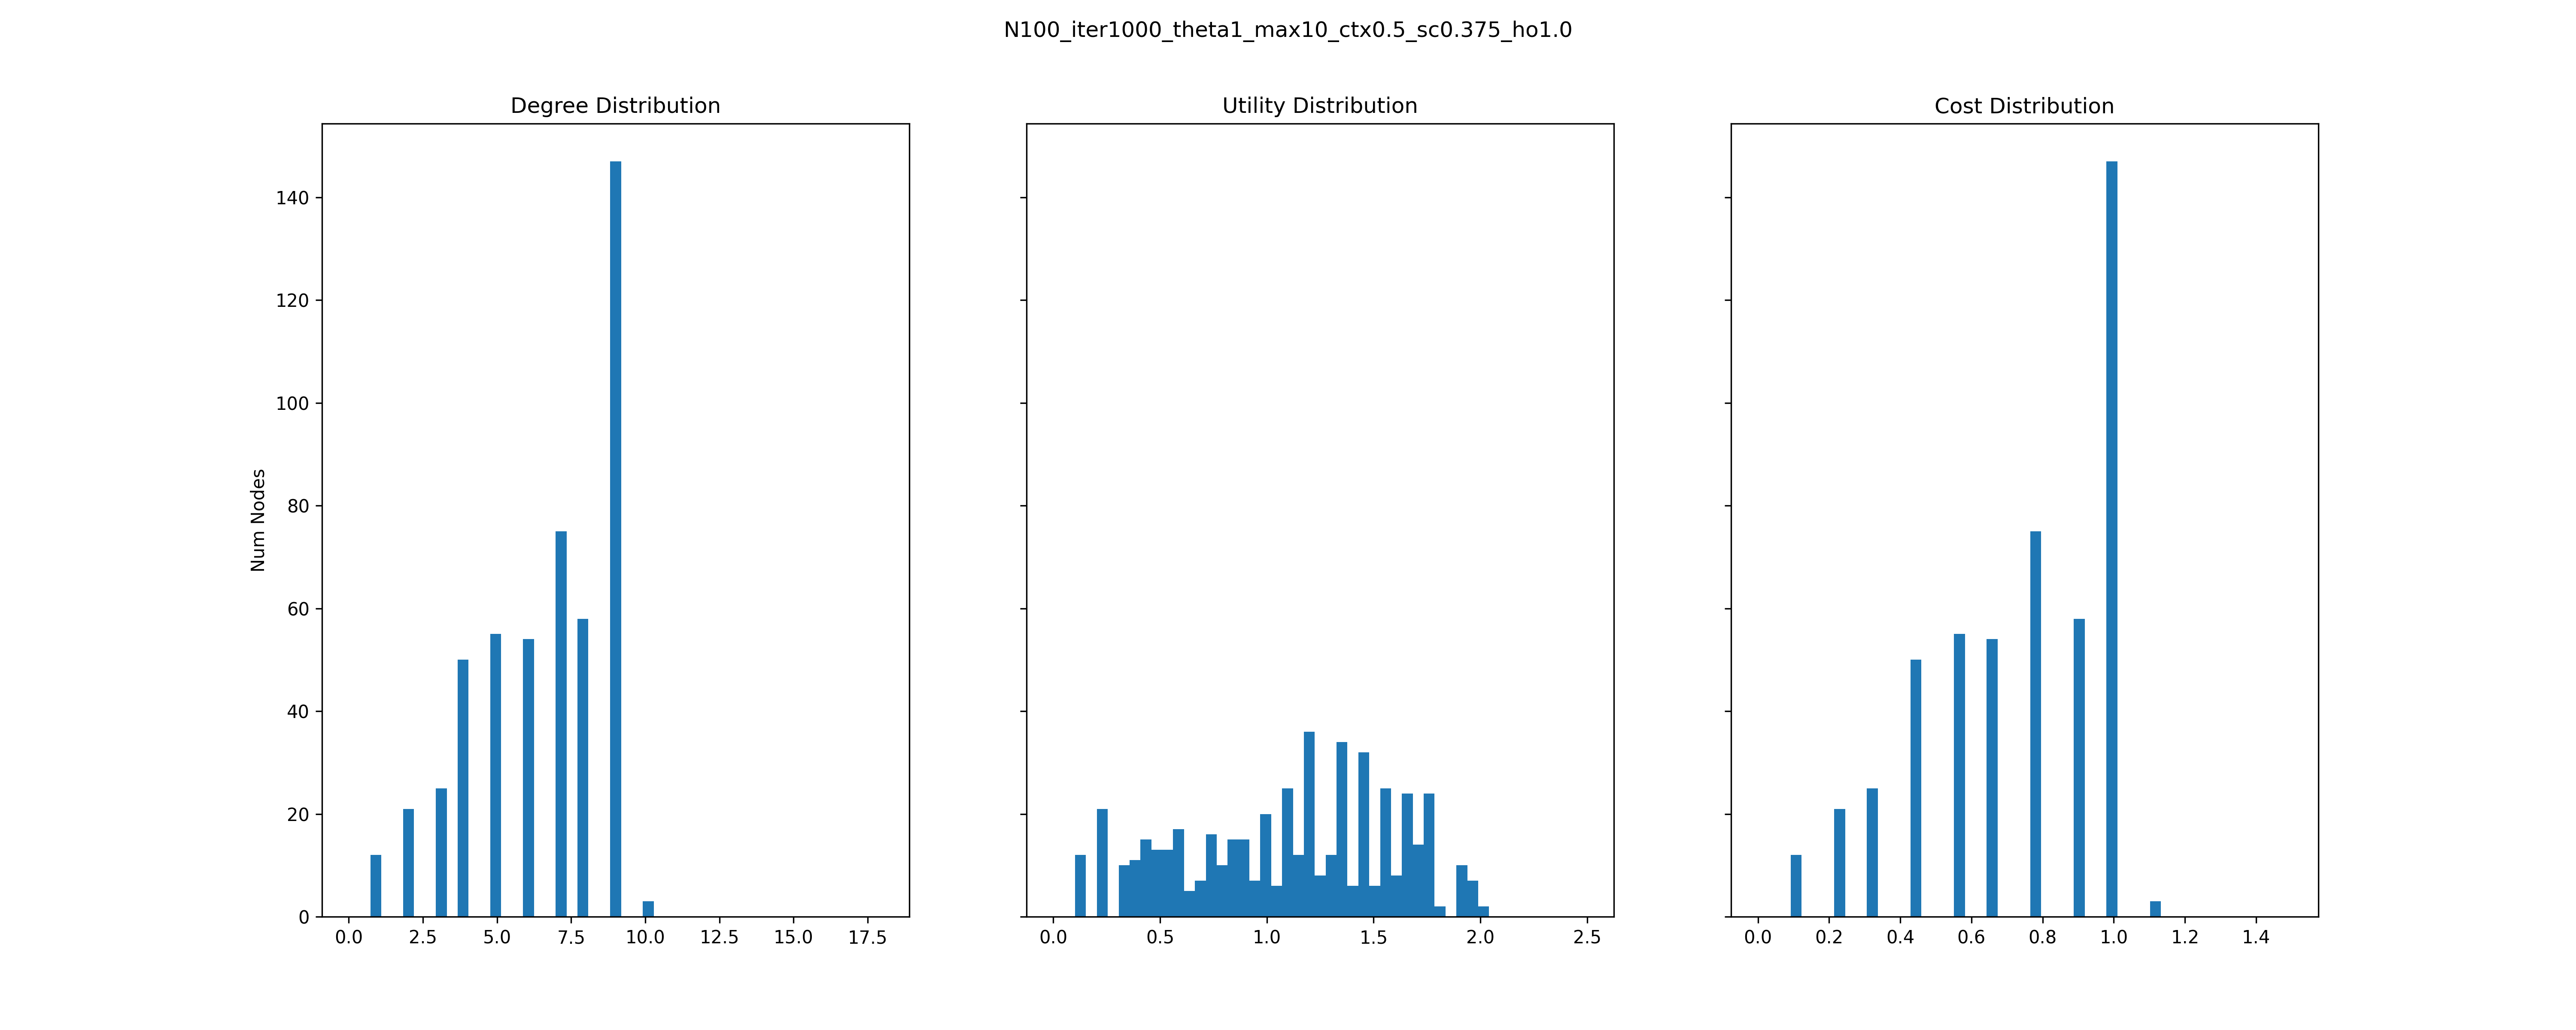 N100_iter1000_theta1_max10_ctx0.5_sc0.375_ho1.0
Degree Distribution
Utility Distribution
Cost Distribution
Num Nodes
140
120
100
80
60
40
20
0
0.0 2.5 5.0 7.5 10.0 12.5 15.0 17.5
0.0 0.5 1.0 1.5 2.0 2.5
0.0 0.2 0.4 0.6 0.8 1.0 1.2 1.4